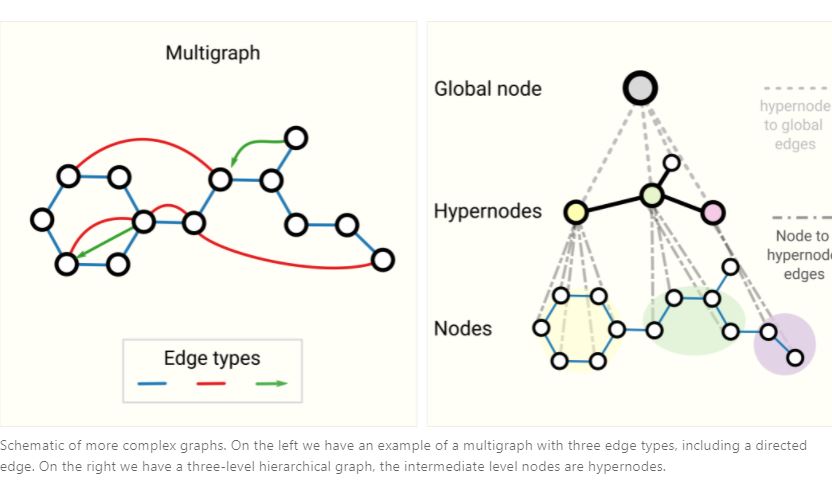 Multigraph
Edge types
Global node
hypernode
to global
edges
Hypernodes
Node to
hypernode
edges
Nodes
Schematic of more complex graphs. On the left we have an example of a multigraph with three edge types, including a directed
edge. On the right we have a three-level hierarchical graph, the intermediate level nodes are hypernodes.